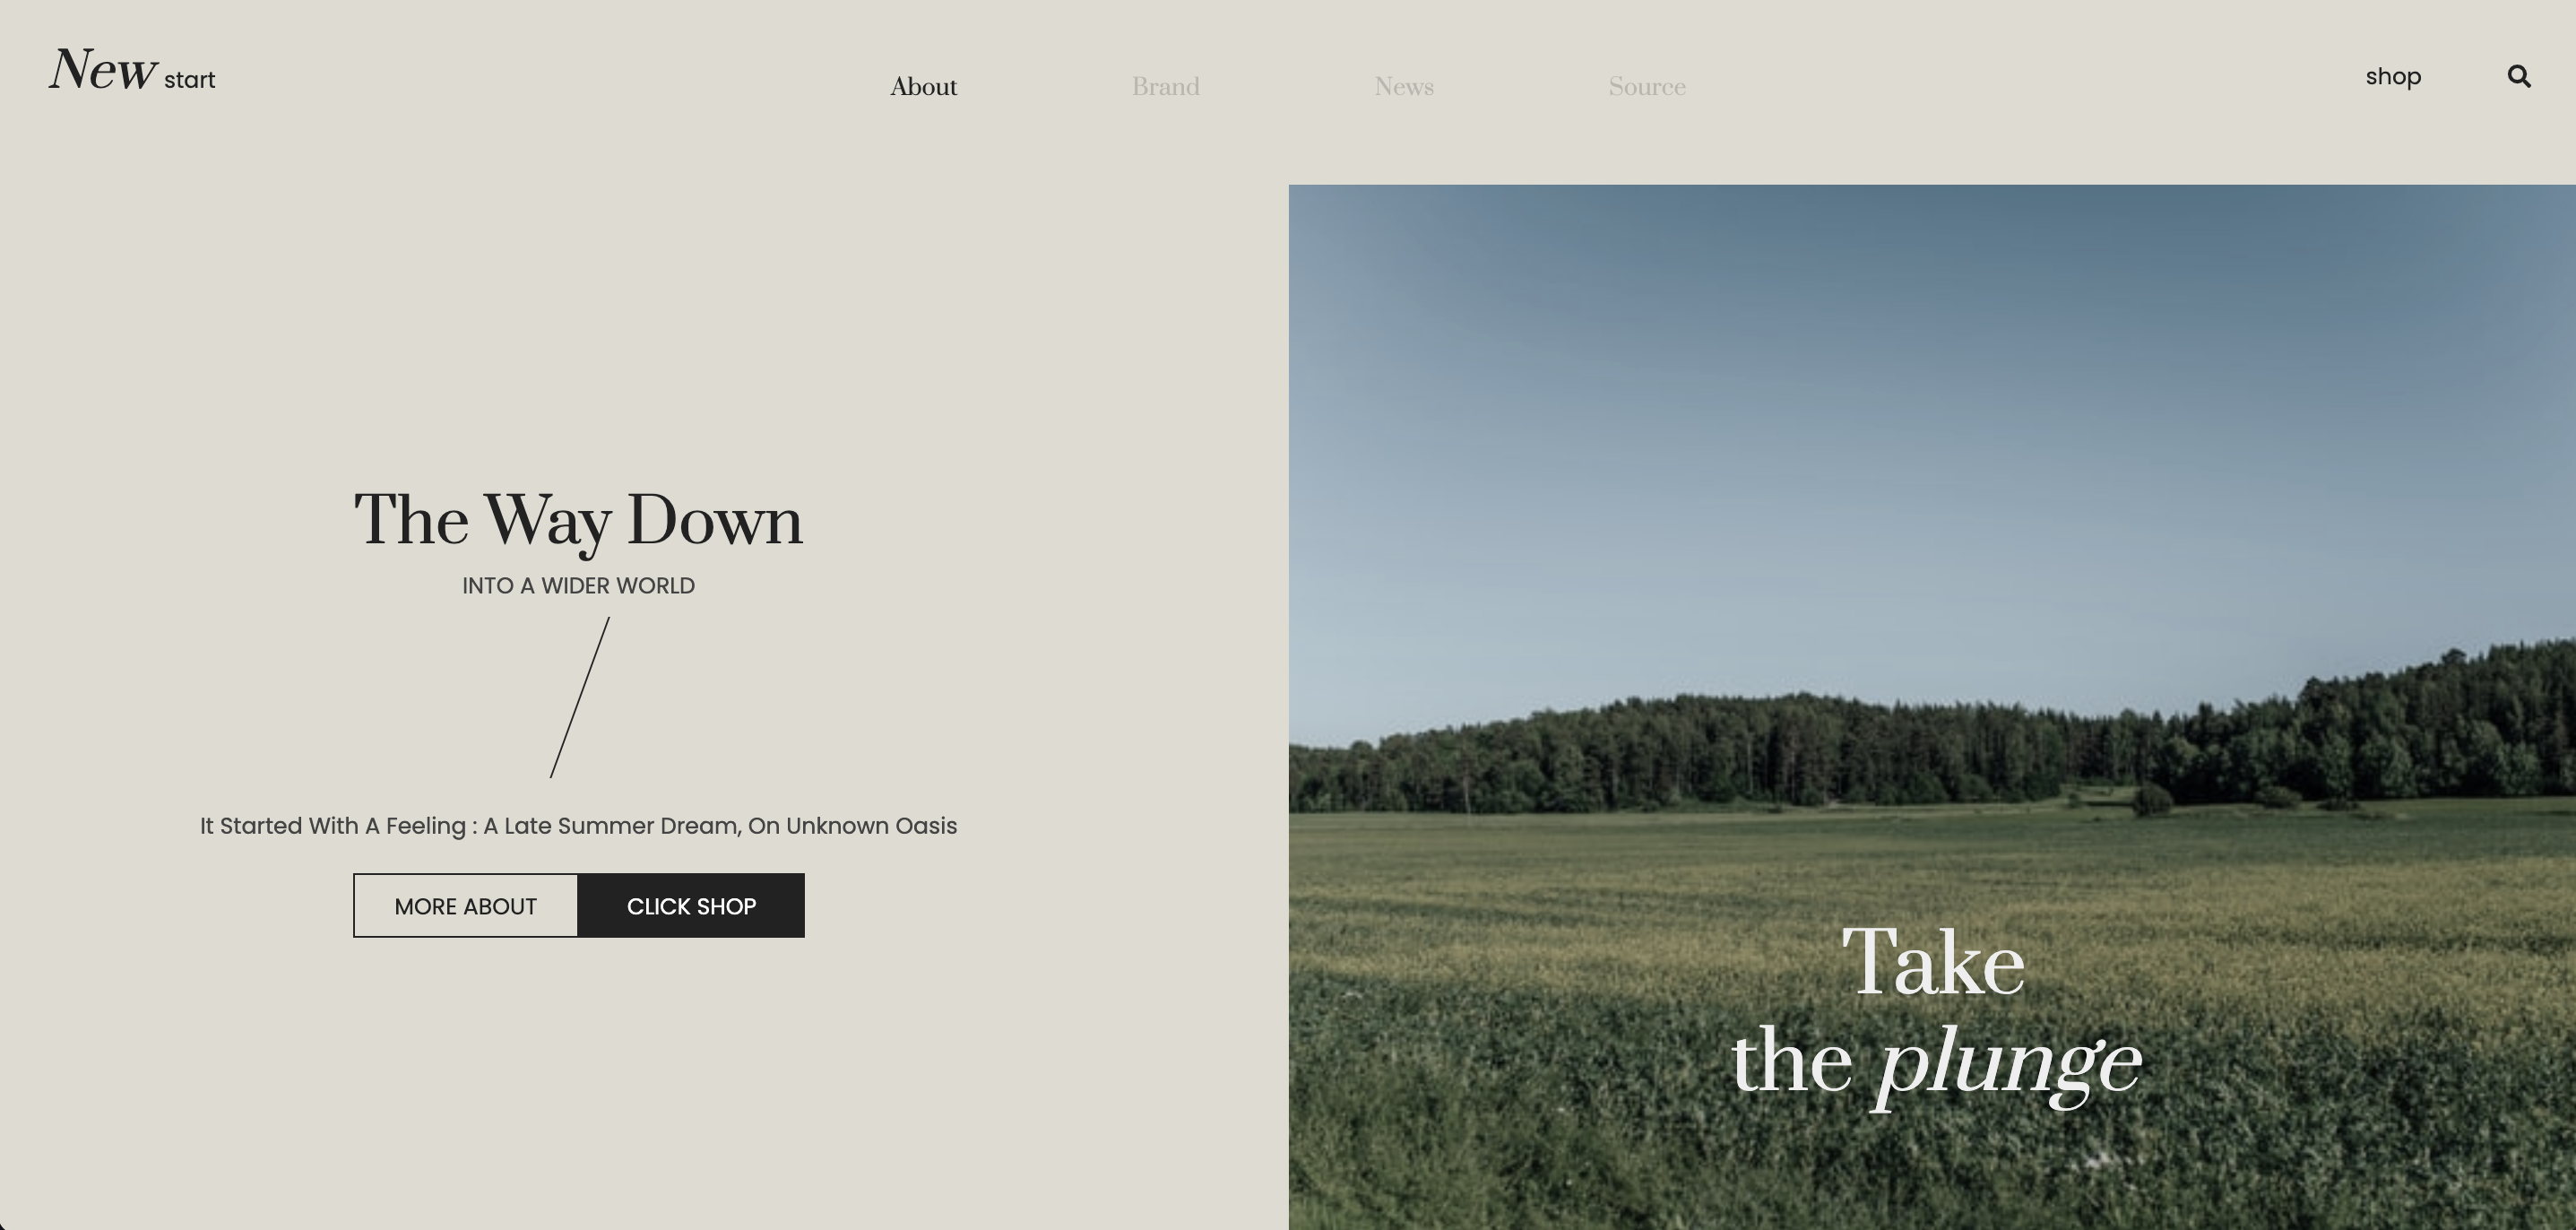 New start
About Brand News Source
shop
The Way Down
INTO A WIDER WORLD
It Started With A Feeling : A Late Summer Dream, On Unknown Oasis
MORE ABOUT CLICK SHOP
Take
the plunge